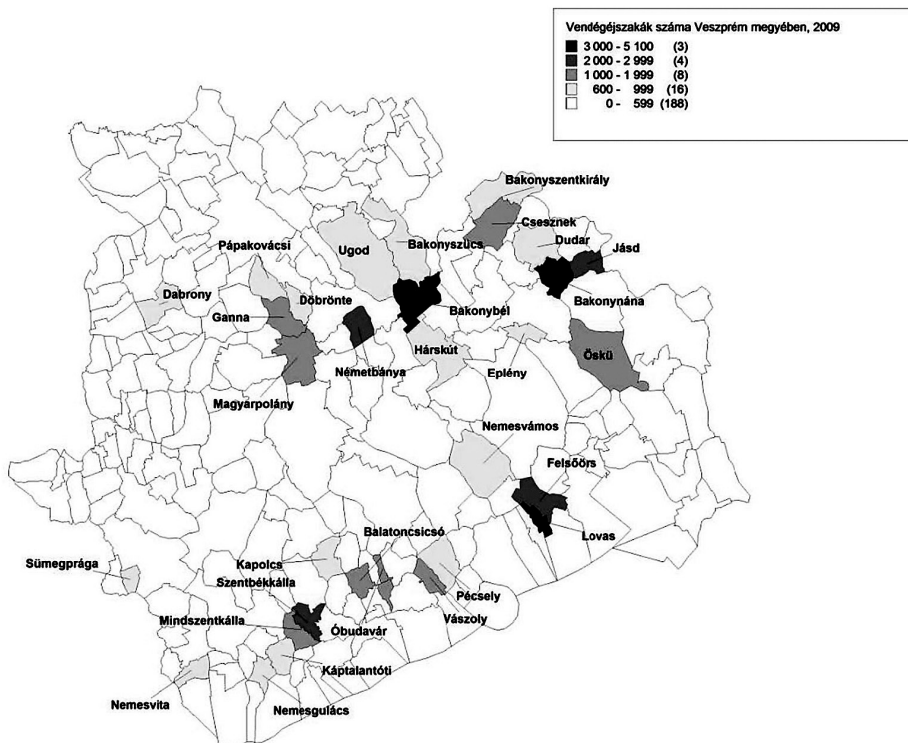 Vendégéjszakák száma Veszprém megyében, 2009
3 000 - 5 100 (3)
2 000 - 2 999 (4)
1 000 - 1 999 (8)
600 - 999 (16)
0 - 599 (188)
Bakonyszentkirály
Csesznek
Bakonyszücs
Dudar
Jásd
Pápakovácsi
Ugod
Dabrony
Döbrönte
Bakonynána
Ganna
Bakonybél
Hárskút
Öskü
Németbánya
Eplény
Magyarpolány
Nemesvámos
Felsőörs
Balatoncsicsó
Lovas
Kapolcs
Sümegprága
Szentbékkálla
Pécsely
Mindszentkálla
Vászoly
Óbudavár
Káptalantóti
Nemesvita
Nemesgulács